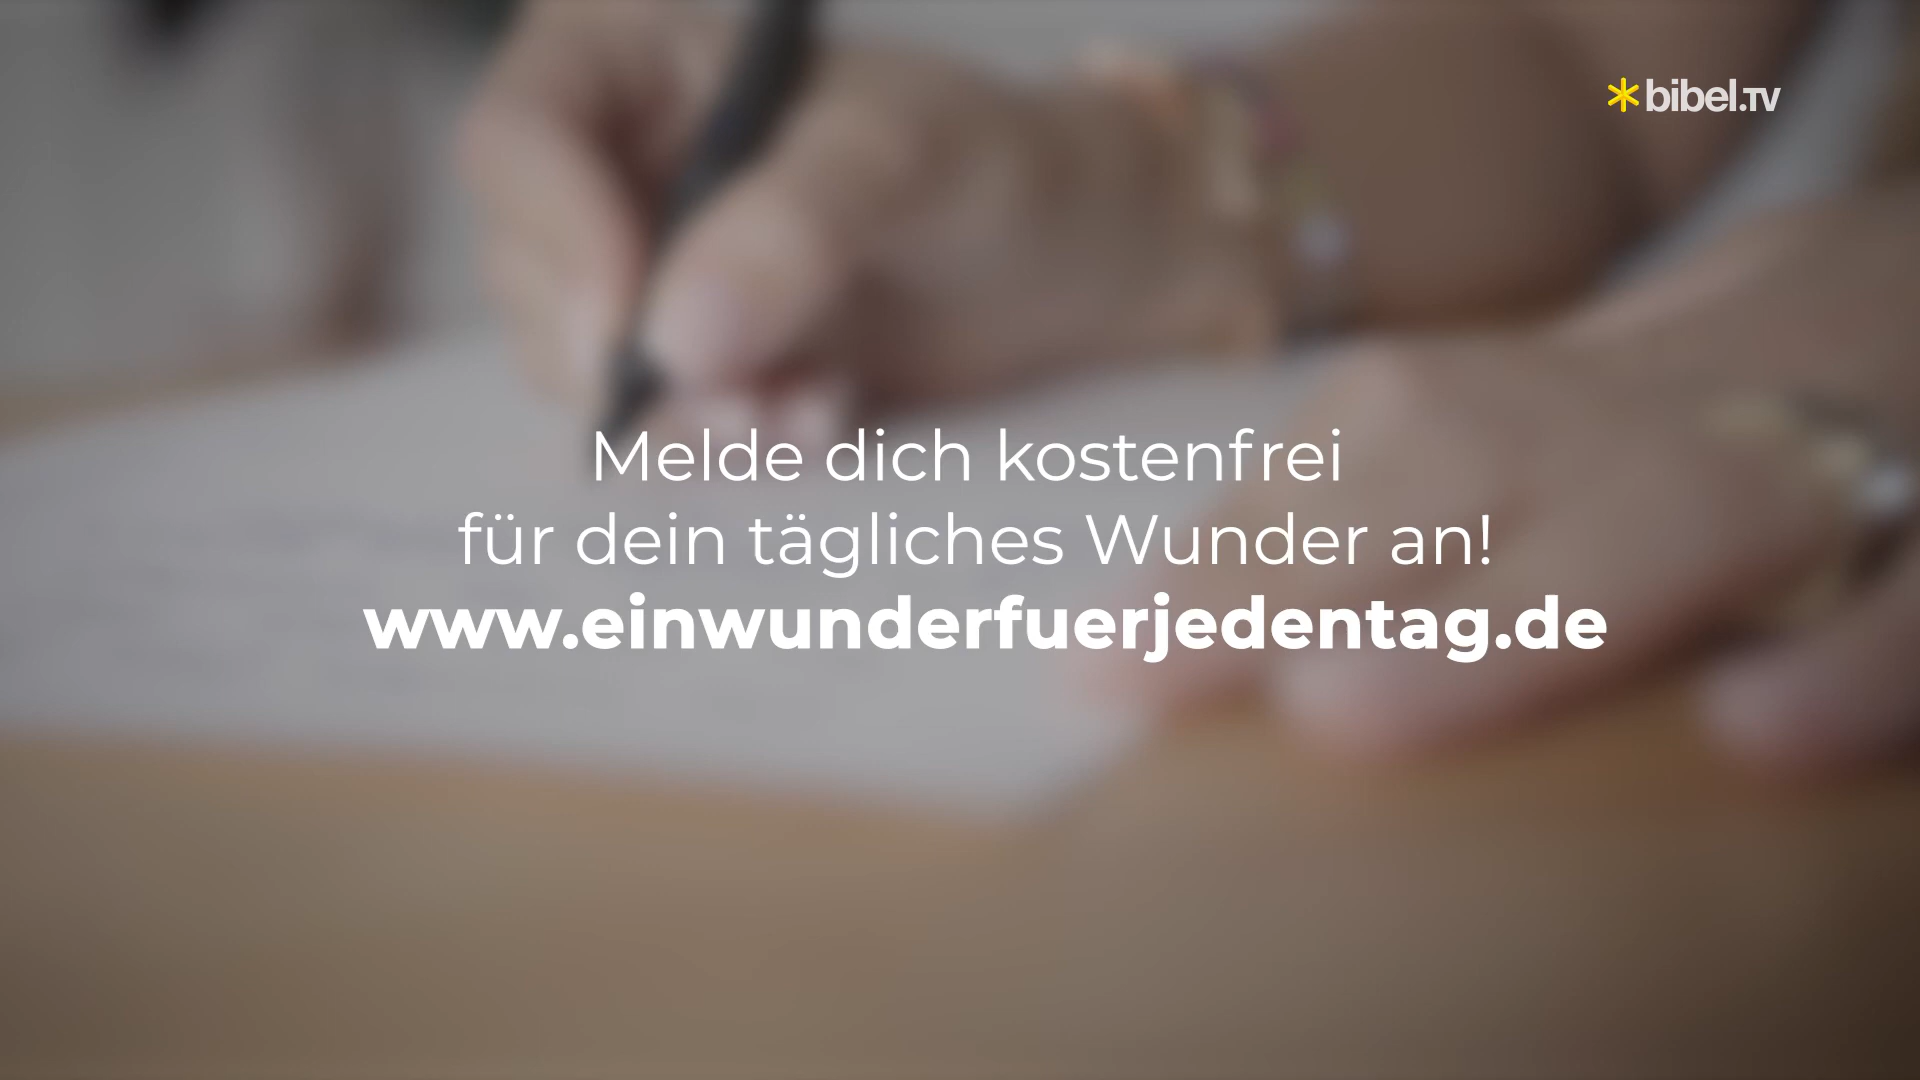 *bibel.TV
Melde dich kostenfrei
für dein tägliches Wunder an!
www.einwunderfuerjedentag.de